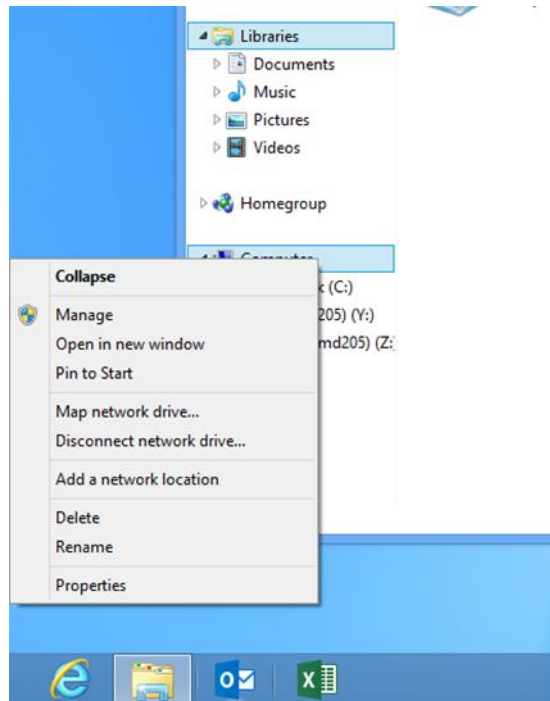 Libraries
Documents
Music
Pictures
Videos
Homegroup
Computer
Collapse
(C:)
Manage
205) (Y:)
Open in new window
md205) (Z:
Pin to Start
Map network drive...
Disconnect network drive...
Add a network location
Delete
Rename
Properties